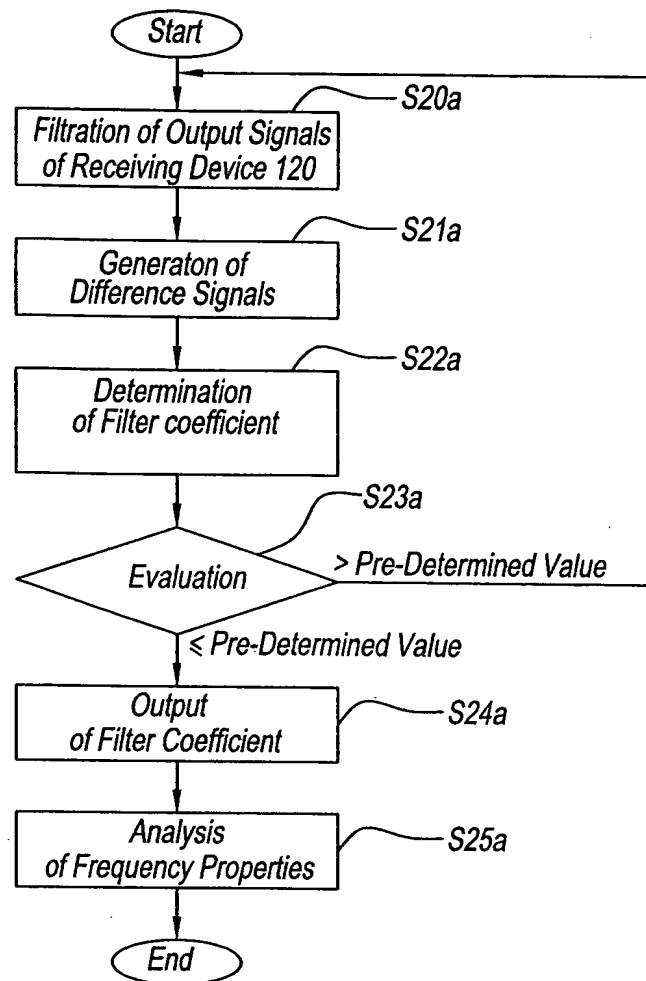 Start
S20a
Filtration of Output Signals
of Receiving Device 120
S21a
Generaton of
Difference Signals
S22a
Determination
of Filter coefficient
S23a
Evaluation
> Pre-Determined Value
≤ Pre-Determined Value
Output
of Filter Coefficient
S24a
Analysis
of Frequency Properties
S25a
End